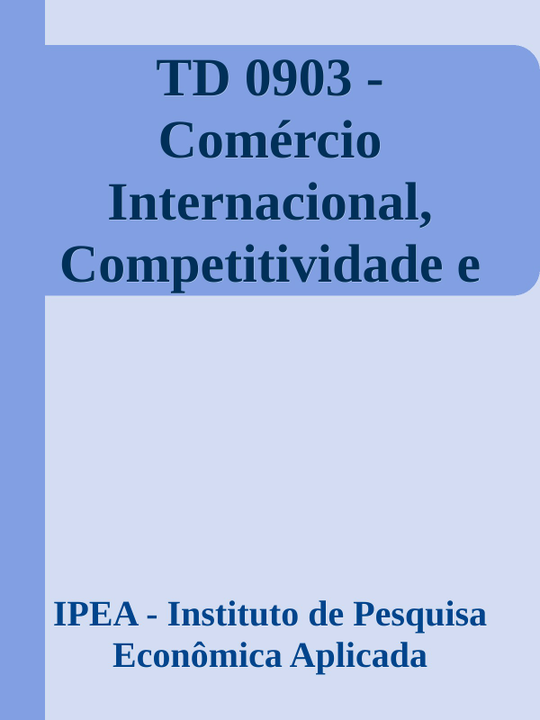 TD 0903 -
Comércio
Internacional,
Competitividade e
IPEA - Instituto de Pesquisa
Econômica Aplicada